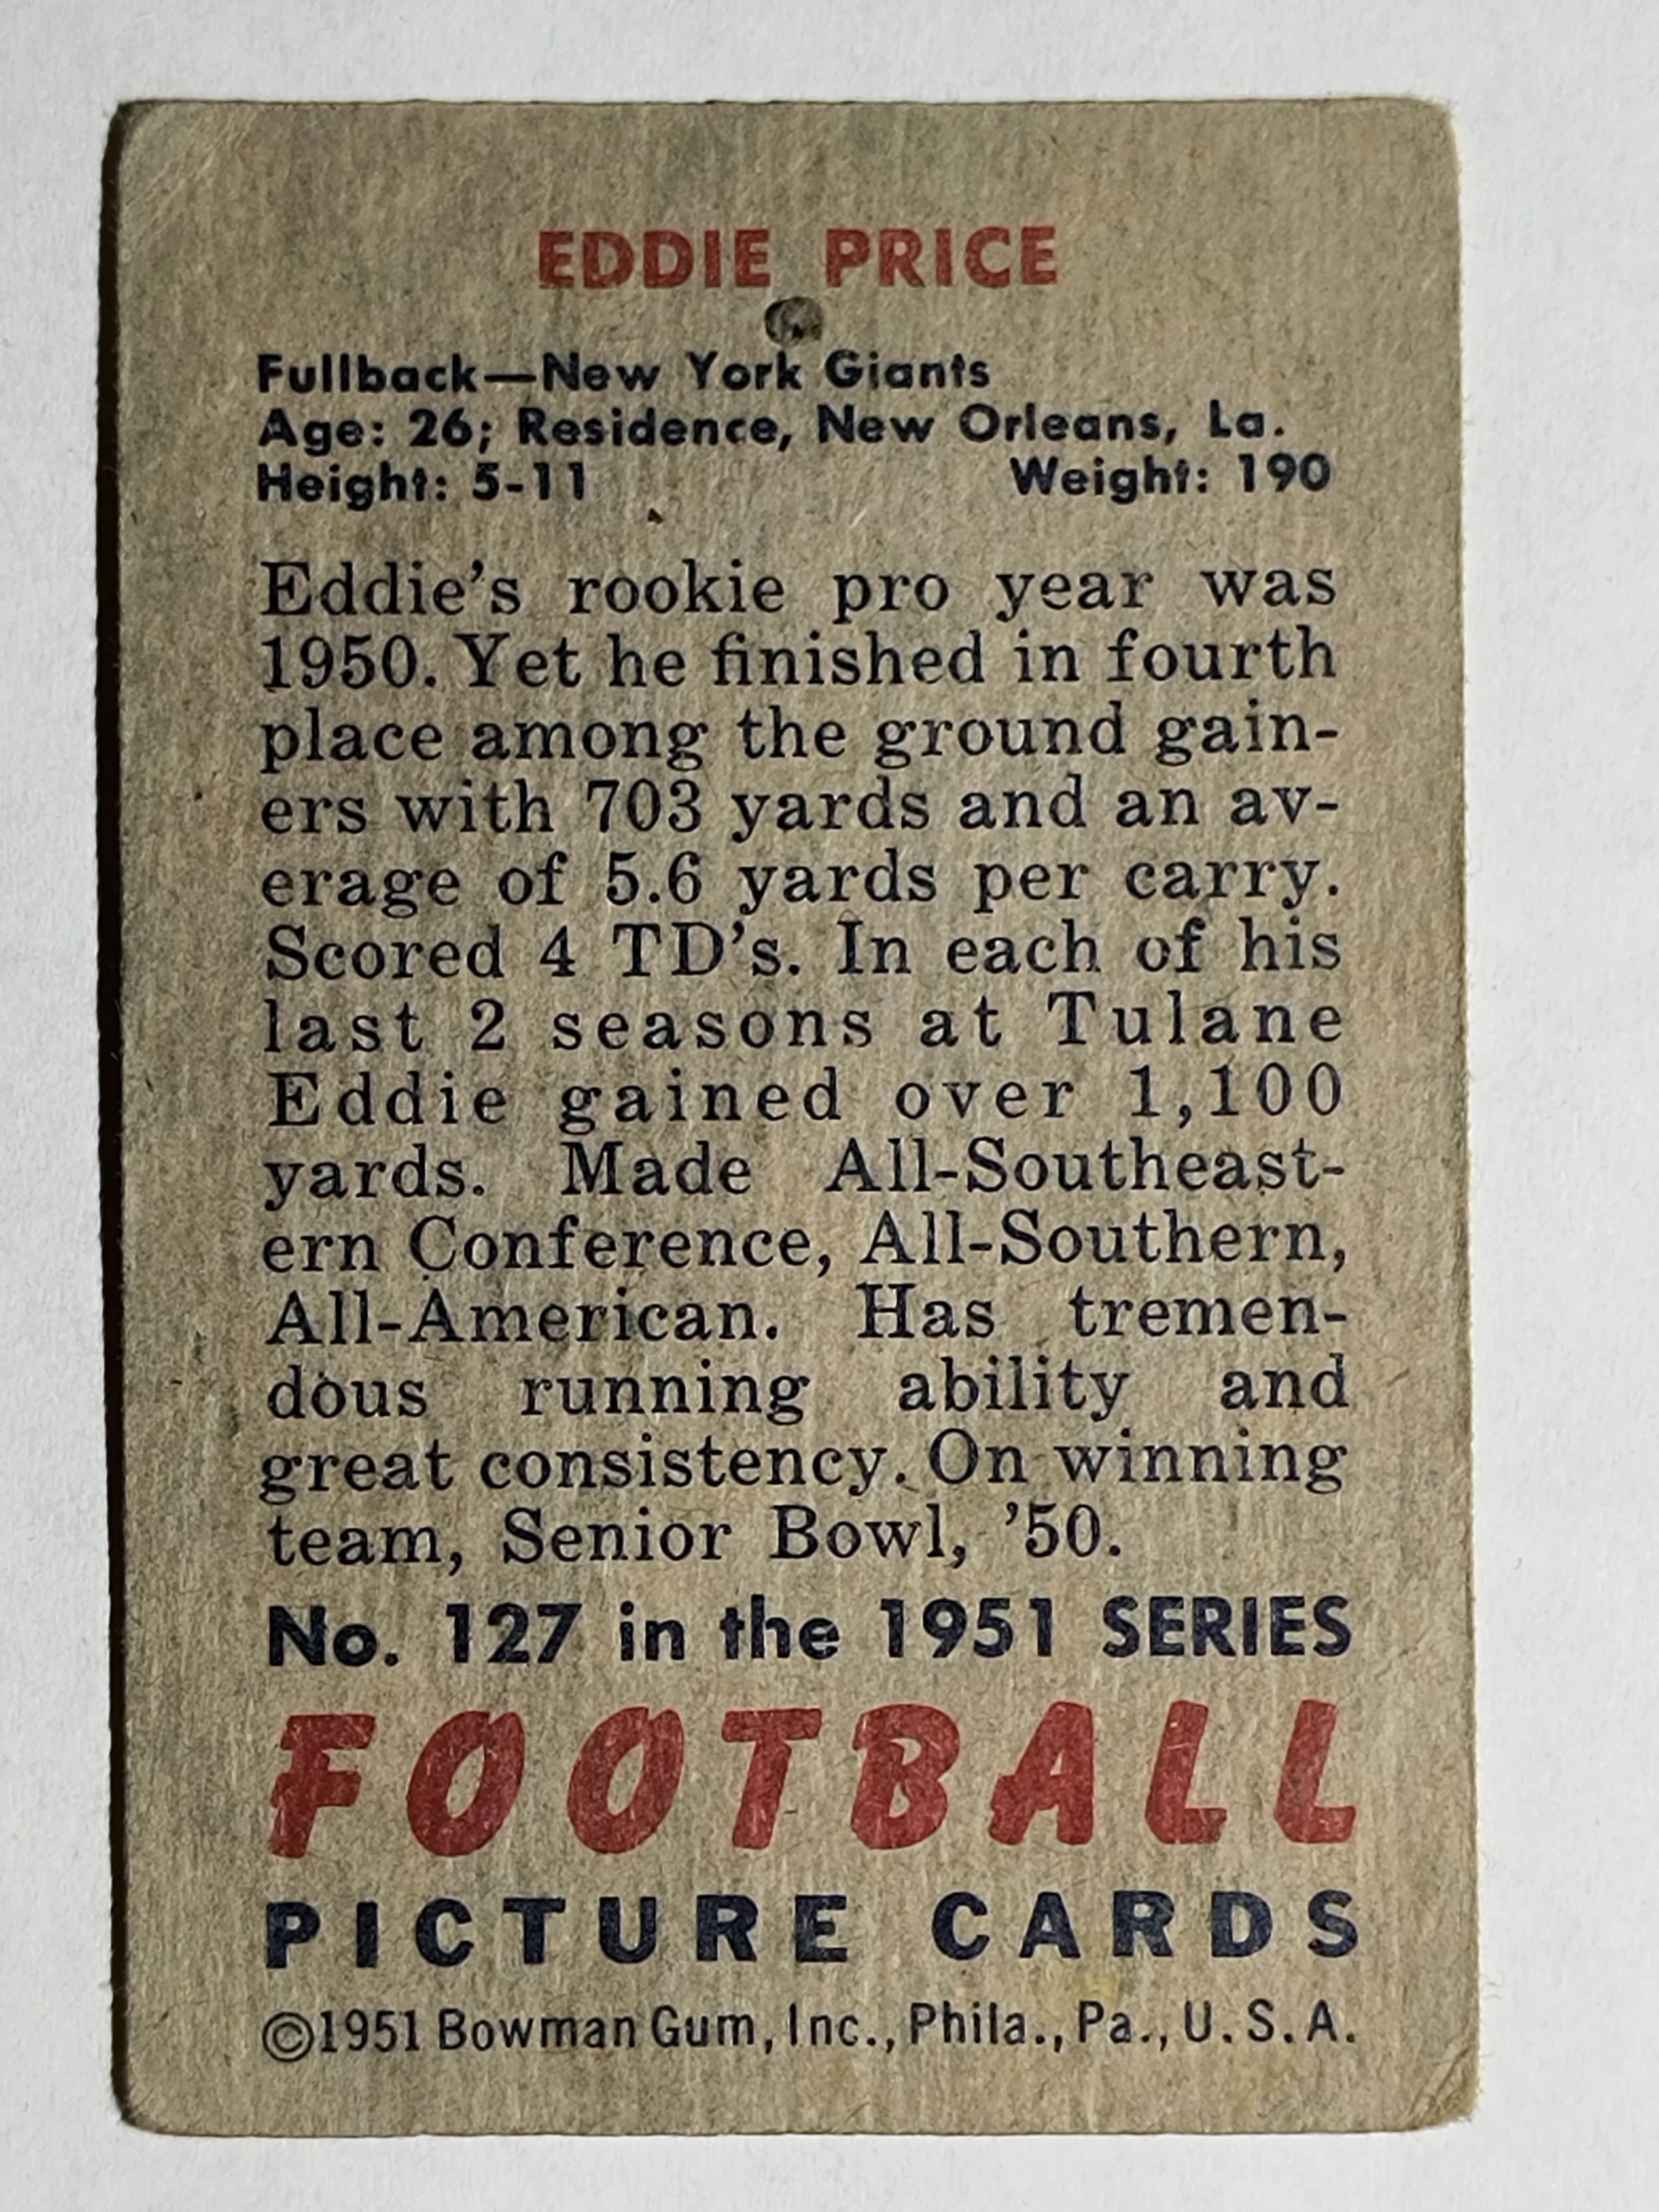 EDDIE PRICE
Fullback—New York Giants
Age: 26; Residence, New Orleans, La.
Height: 5-11 Weight: 190
Eddie's rookie pro year was
1950. Yet he finished in fourth
place among the ground gain-
ers with 703 yards and an av-
erage of 5.6 yards per carry.
Scored 4 TD's. In each of his
last 2 seasons at Tulane
Eddie gained over 1,100
yards. Made All-Southeast-
ern Conference, All-Southern,
All-American. Has tremen-
dous running ability and
great consistency. On winning
team, Senior Bowl, '50.
No. 127 in the 1951 SERIES
FOOTBALL
PICTURE CARDS
©1951 Bowman Gum, Inc., Phila., Pa., U. S. A.